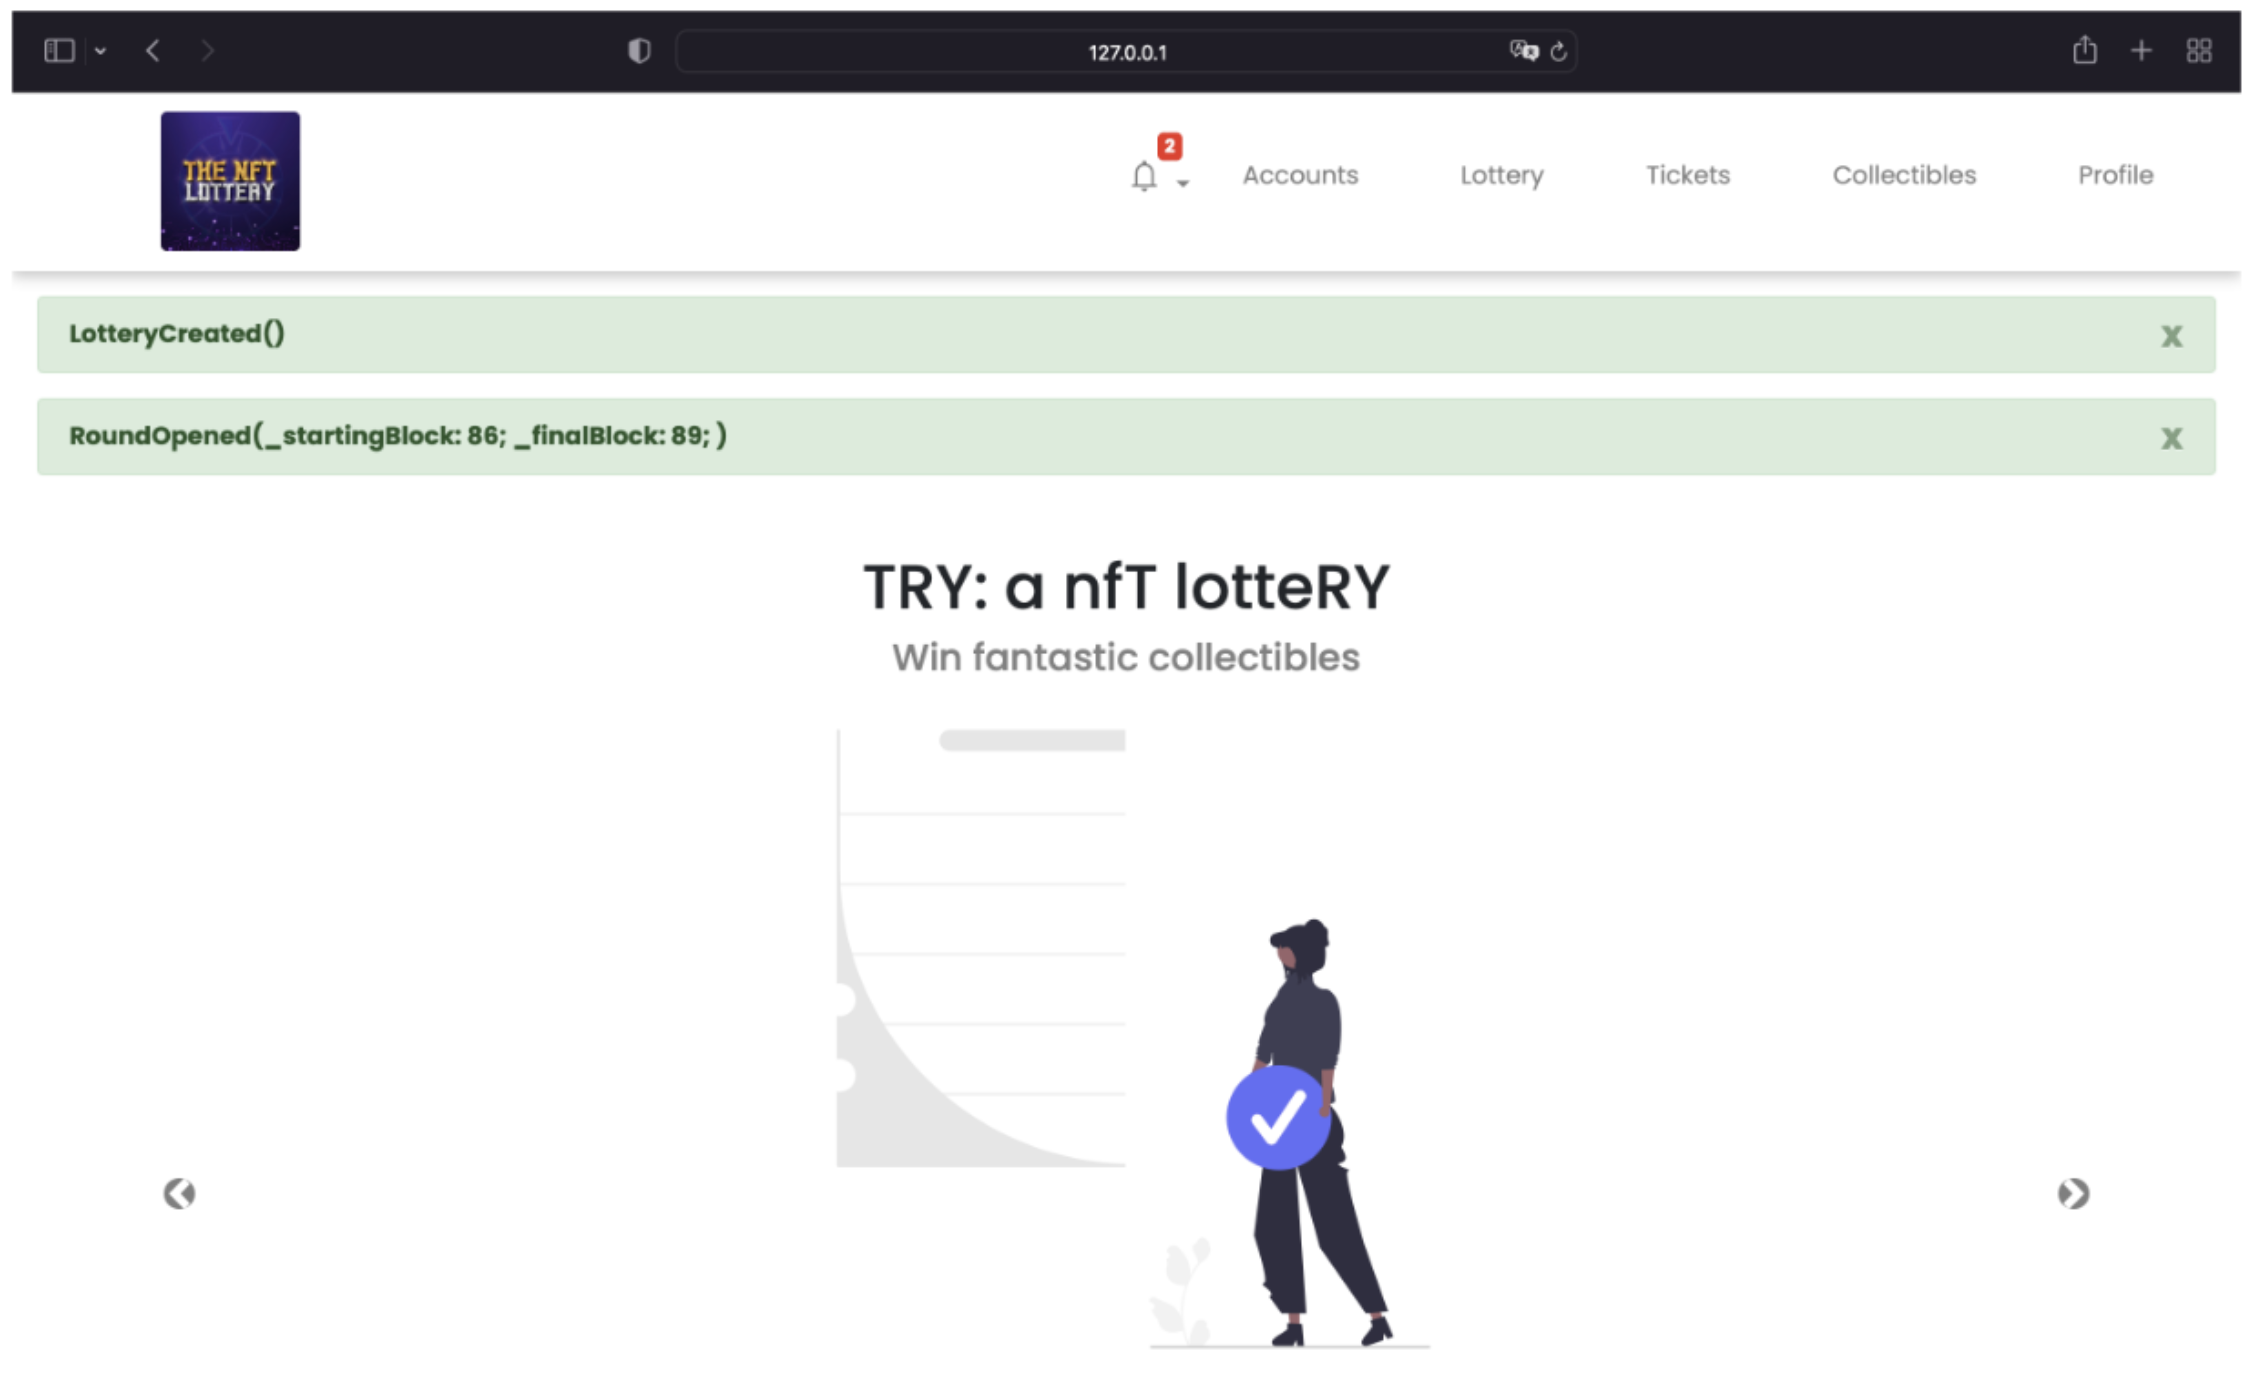 127.0.0.1
THE NFT
LOTTERY
2
Accounts
Lottery
Tickets
Collectibles
Profile
LotteryCreated()
x
RoundOpened(_startingBlock: 86; _finalBlock: 89; )
x
TRY: a nfT lotteRY
Win fantastic collectibles